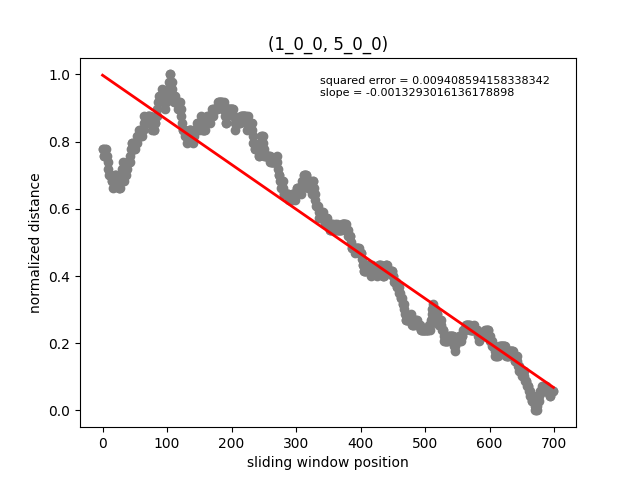 (1_0_0, 5_0_0)
squared error = 0.009408594158338342
slope = -0.0013293016136178898
normalized distance
1.0
0.8
0.6
0.4
0.2
0.0
0 100 200 300 400 500 600 700
sliding window position